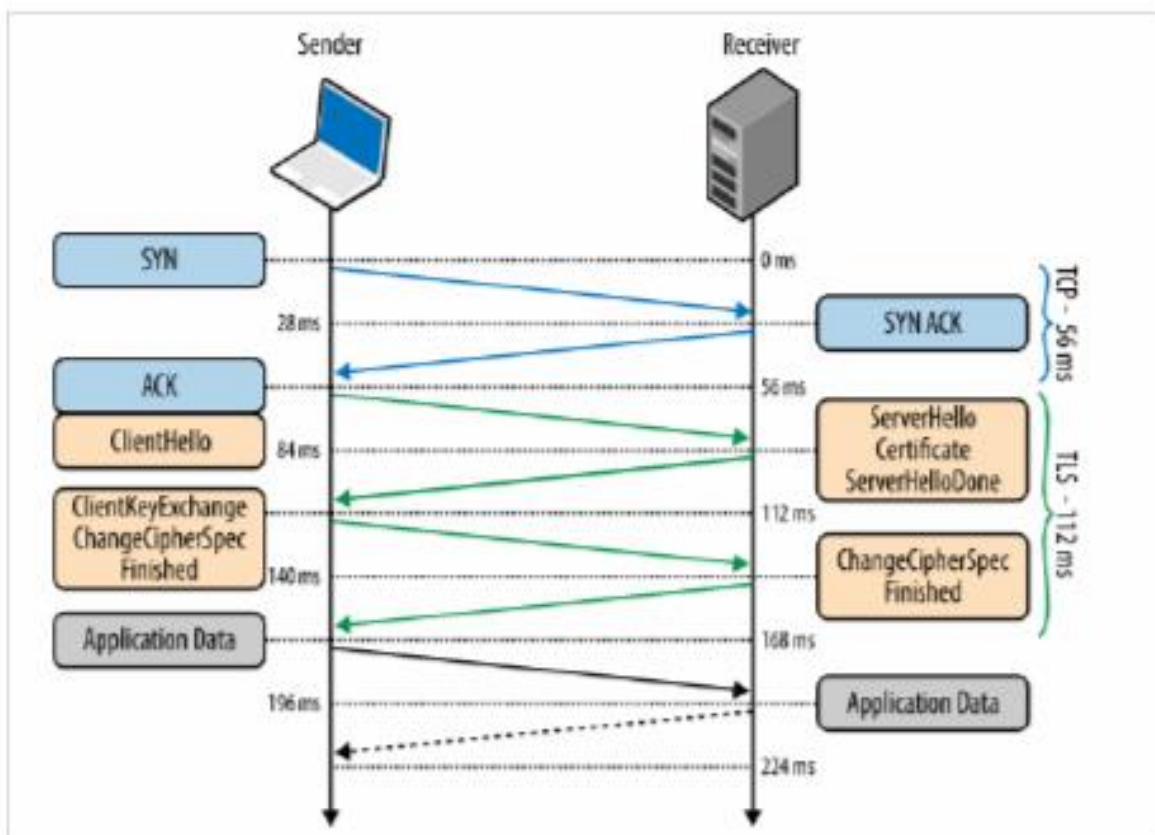 Sender
Receiver
SYN
0 ms
28 ms
SYN ACK
TCP - 56 ms
ACK
56 ms
ClientHello
84 ms
ServerHello
Certificate
ServerHelloDone
TLS - 112 ms
ClientKeyExchange
ChangeCipherSpec
Finished
112 ms
140 ms
ChangeCipherSpec
Finished
Application Data
168 ms
196 ms
Application Data
224 ms